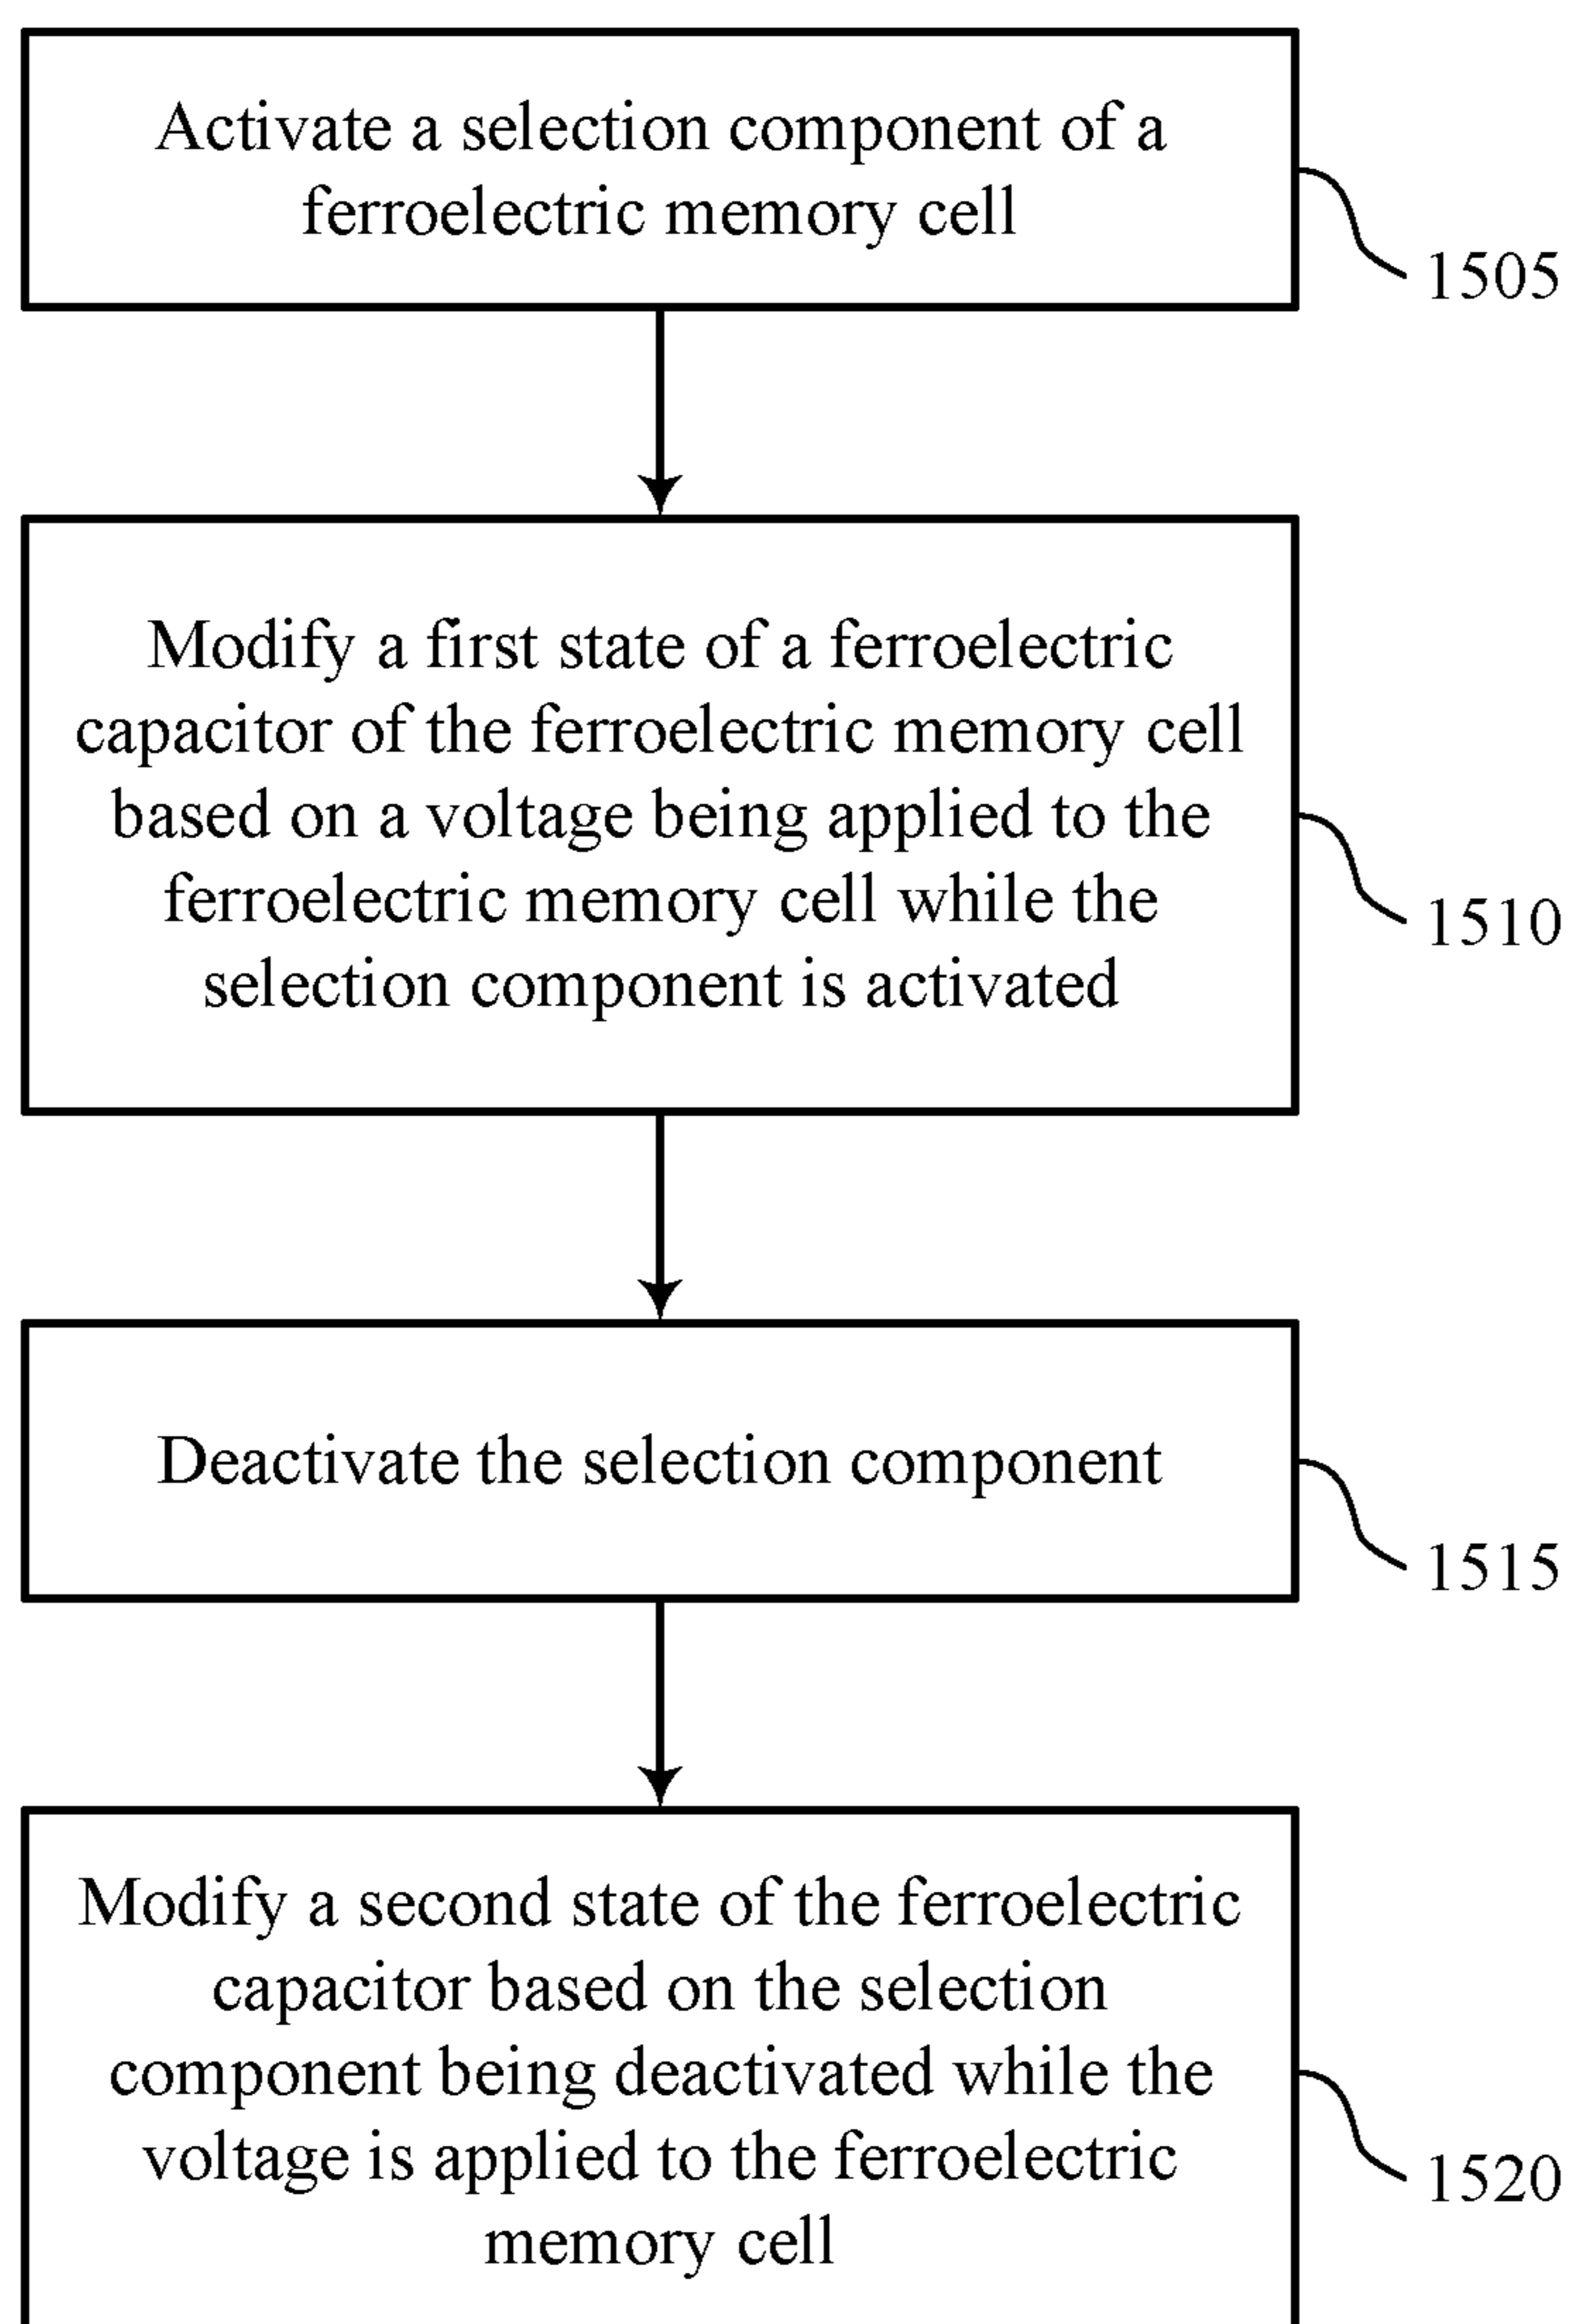 Activate a selection component of a
ferroelectric memory cell
1505
Modify a first state of a ferroelectric
capacitor of the ferroelectric memory cell
based on a voltage being applied to the
ferroelectric memory cell while the
selection component is activated
1510
Deactivate the selection component
1515
Modify a second state of the ferroelectric
capacitor based on the selection
component being deactivated while the
voltage is applied to the ferroelectric
memory cell
1520